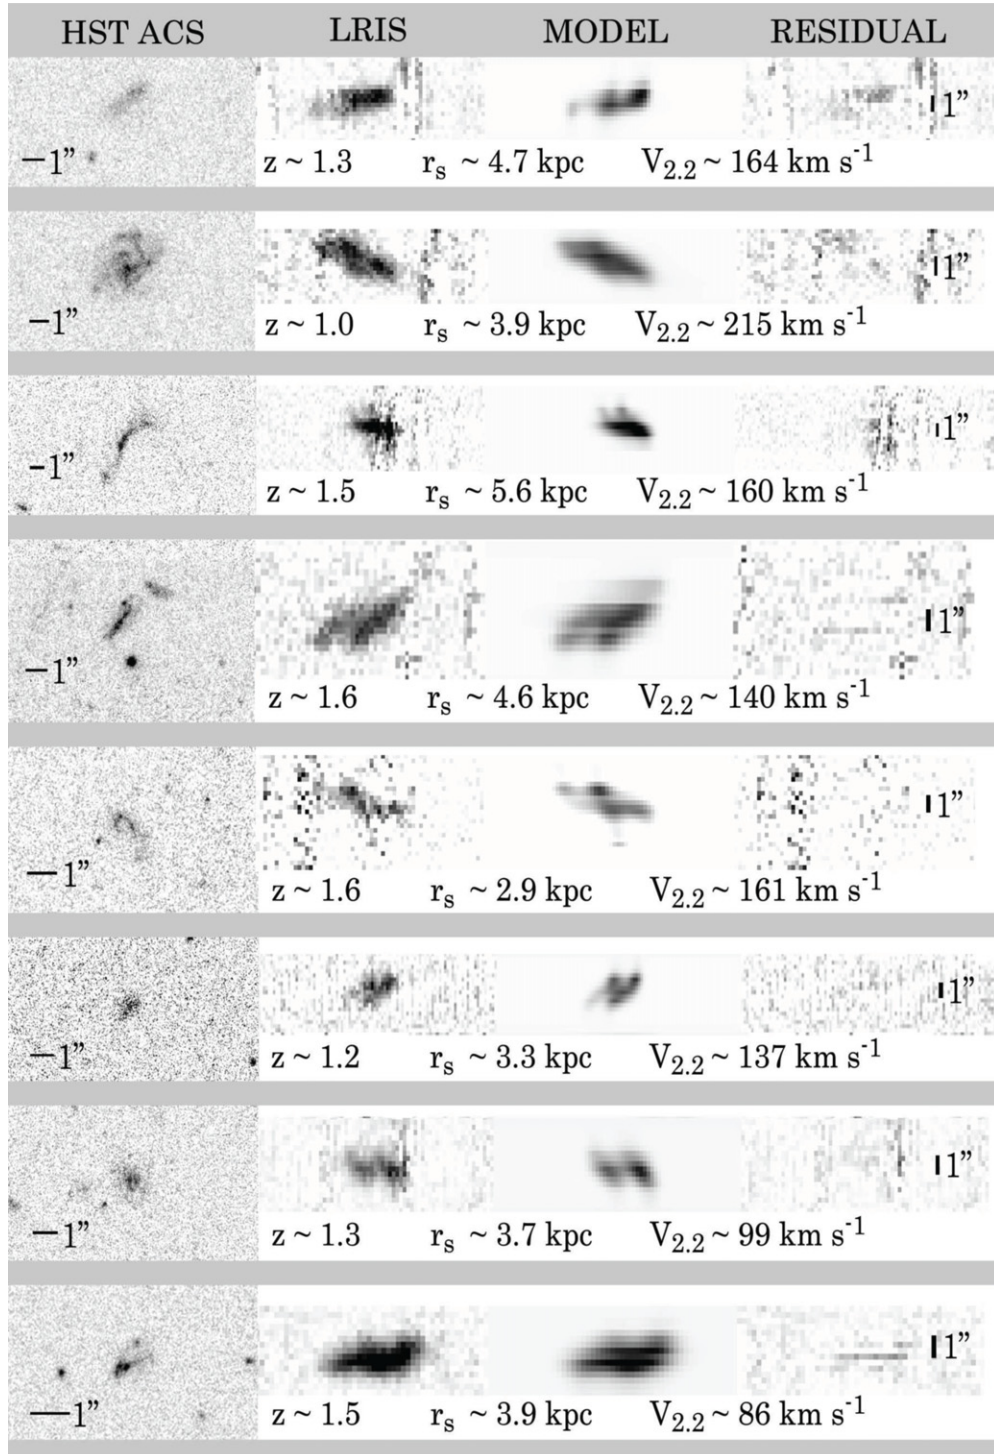 HST ACS LRIS MODEL RESIDUAL
1” 1”
z ~ 1.3 r_s ~ 4.7 kpc V_2.2 ~ 164 km s^-1
1” 1”
z ~ 1.0 r_s ~ 3.9 kpc V_2.2 ~ 215 km s^-1
1” 1”
z ~ 1.5 r_s ~ 5.6 kpc V_2.2 ~ 160 km s^-1
1” 1”
z ~ 1.6 r_s ~ 4.6 kpc V_2.2 ~ 140 km s^-1
1” 1”
z ~ 1.6 r_s ~ 2.9 kpc V_2.2 ~ 161 km s^-1
1” 1”
z ~ 1.2 r_s ~ 3.3 kpc V_2.2 ~ 137 km s^-1
1” 1”
z ~ 1.3 r_s ~ 3.7 kpc V_2.2 ~ 99 km s^-1
1” 1”
z ~ 1.5 r_s ~ 3.9 kpc V_2.2 ~ 86 km s^-1